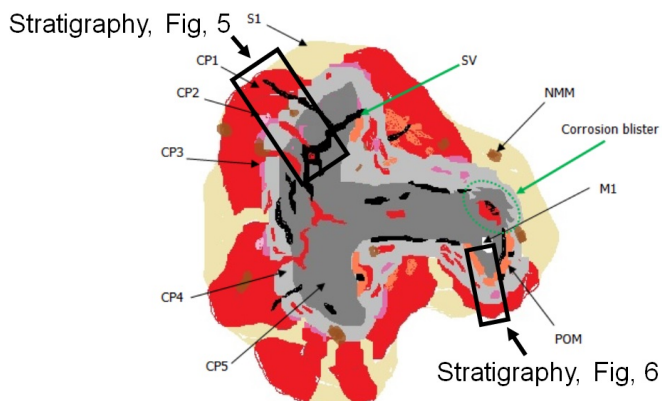 Stratigraphy, Fig, 5
S1
CP1
SV
CP2
NMM
Corrosion blister
CP3
M1
CP4
POM
CP5
Stratigraphy, Fig, 6